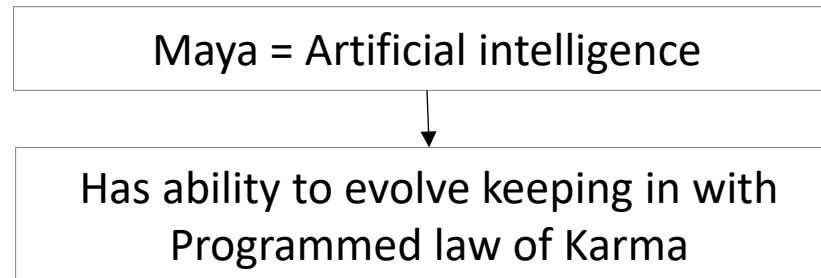 Maya = Artificial intelligence
Has ability to evolve keeping in with
Programmed law of Karma